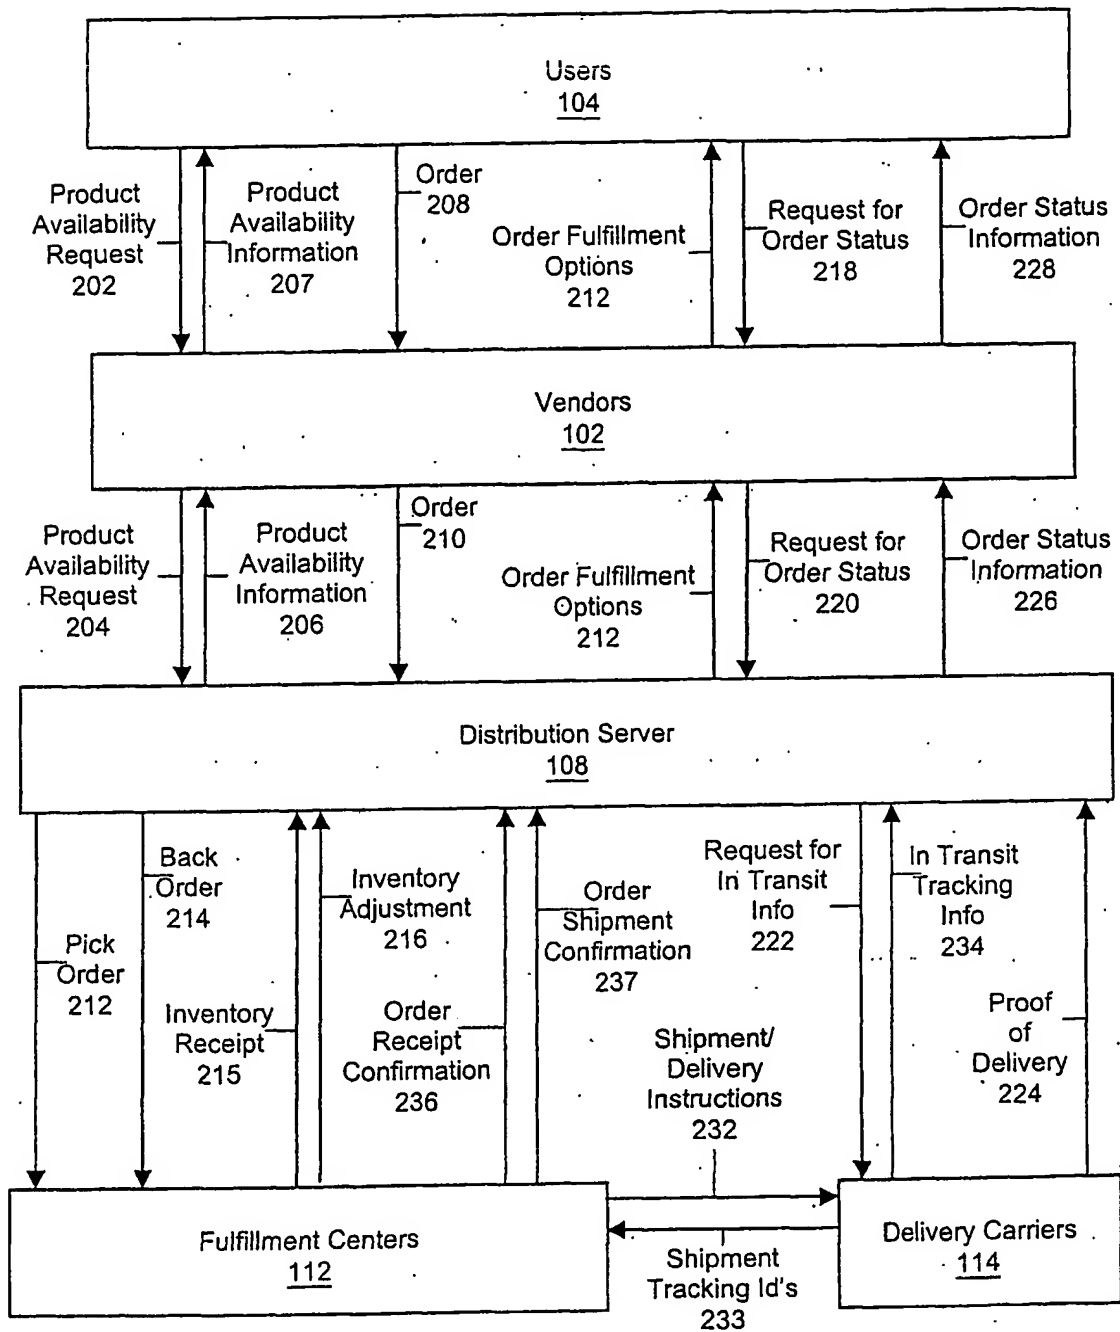 Users
104
Product
Availability
Request
202
Product
Availability
Information
207
Order
208
Order Fulfillment
Options
212
Request for
Order Status
218
Order Status
Information
228
Vendors
102
Product
Availability
Request
204
Product
Availability
Information
206
Order
210
Order Fulfillment
Options
212
Request for
Order Status
220
Order Status
Information
226
Distribution Server
108
Pick
Order
212
Back
Order
214
Inventory
Receipt
215
Inventory
Adjustment
216
Order
Receipt
Confirmation
236
Order
Shipment
Confirmation
237
Request for
In Transit
Info
222
In Transit
Tracking
Info
234
Proof
of
Delivery
224
Shipment/
Delivery
Instructions
232
Fulfillment Centers
112
Shipment
Tracking Id's
233
Delivery Carriers
114